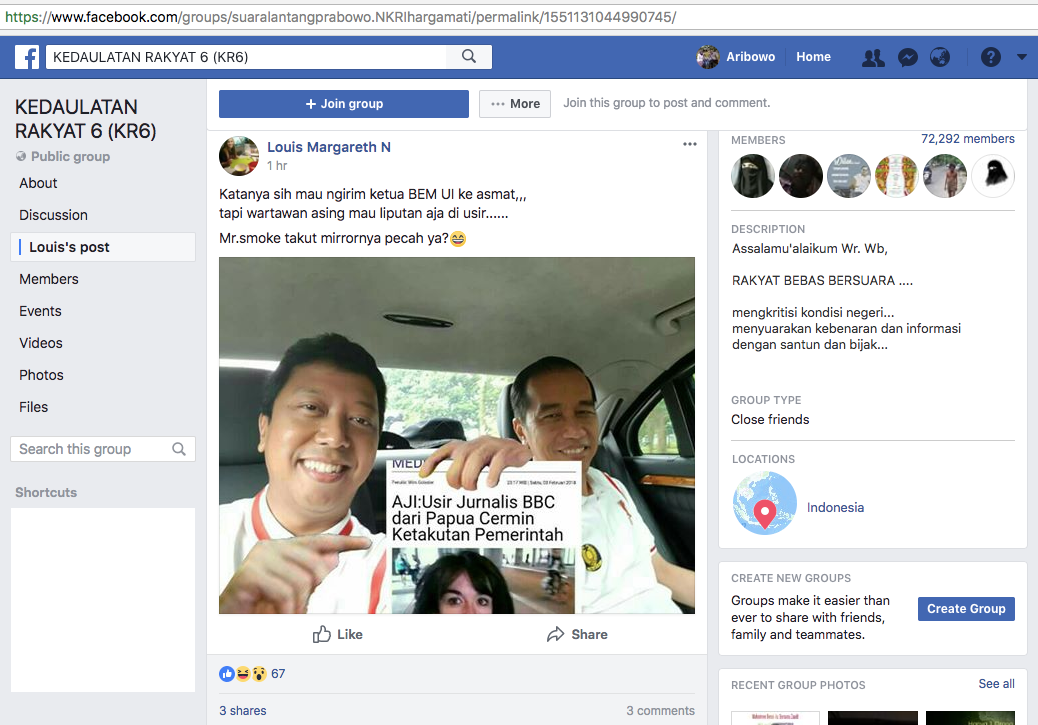 https://www.facebook.com/groups/suaralantangprabowo.NKRIhargamati/permalink/1551131044990745/
KEDAULATAN RAKYAT 6 (KR6)
Aribowo
Home
KEDAULATAN
RAKYAT 6 (KR6)
Public group
About
Discussion
Louis's post
Members
Events
Videos
Photos
Files
Search this group
Shortcuts
+ Join group
··· More
Join this group to post and comment.
Louis Margareth N
1 hr
Katanya sih mau ngirim ketua BEM UI ke asmat,,,
tapi wartawan asing mau liputan aja di usir......
Mr.smoke takut mirrornya pecah ya?😄
Penulis: Wim Goissler
23:17 WIB | Sabtu, 03 Februari 2018
AJI:Usir Jurnalis BBC
dari Papua Cermin
Ketakutan Pemerintah
Like
Share
67
3 shares
3 comments
MEMBERS
72,292 members
DESCRIPTION
Assalamu'alaikum Wr. Wb,
RAKYAT BEBAS BERSUARA ....
mengkritisi kondisi negeri...
menyuarakan kebenaran dan informasi
dengan santun dan bijak...
GROUP TYPE
Close friends
LOCATIONS
Indonesia
CREATE NEW GROUPS
Groups make it easier than
ever to share with friends,
family and teammates.
Create Group
RECENT GROUP PHOTOS
See all